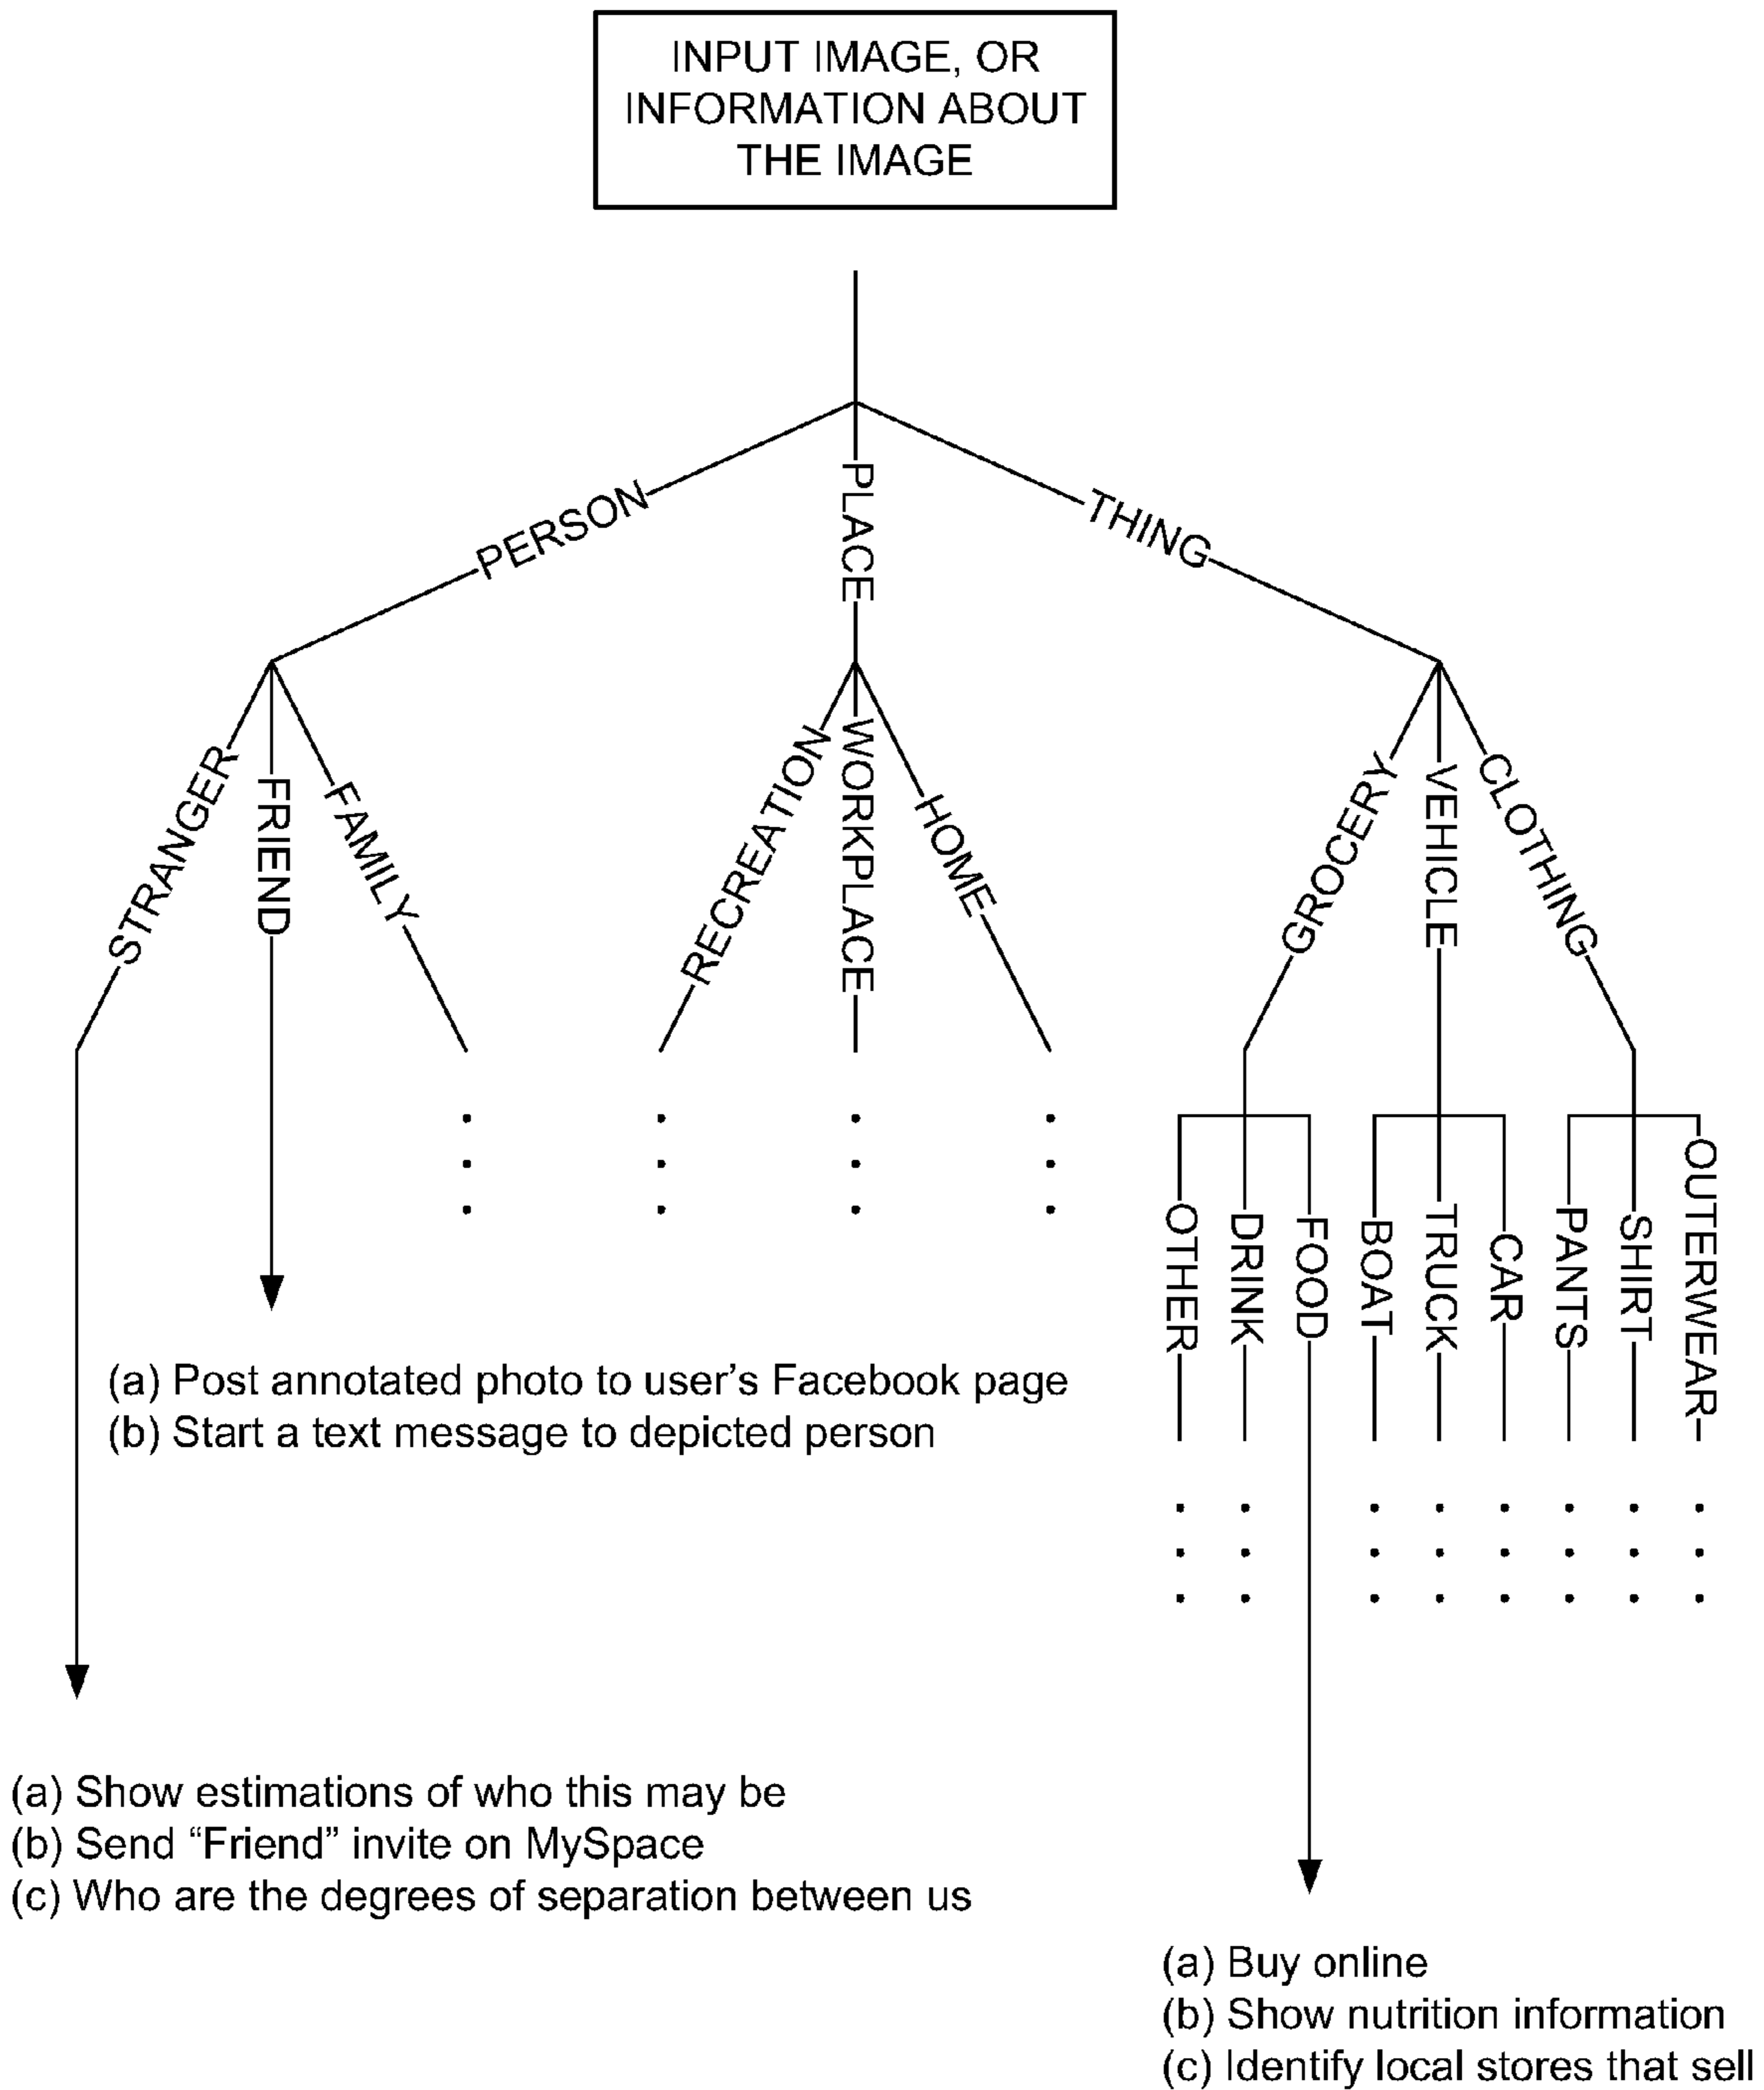 INPUT IMAGE, OR
INFORMATION ABOUT
THE IMAGE
PERSON
PLACE
THING
STRANGER
FRIEND
FAMILY
RECREATION
WORKPLACE
HOME
GROCERY
VEHICLE
CLOTHING
OTHER
DRINK
FOOD
BOAT
TRUCK
CAR
PANTS
SHIRT
OUTERWEAR
(a) Post annotated photo to user’s Facebook page
(b) Start a text message to depicted person
(a) Show estimations of who this may be
(b) Send “Friend” invite on MySpace
(c) Who are the degrees of separation between us
(a) Buy online
(b) Show nutrition information
(c) Identify local stores that sell